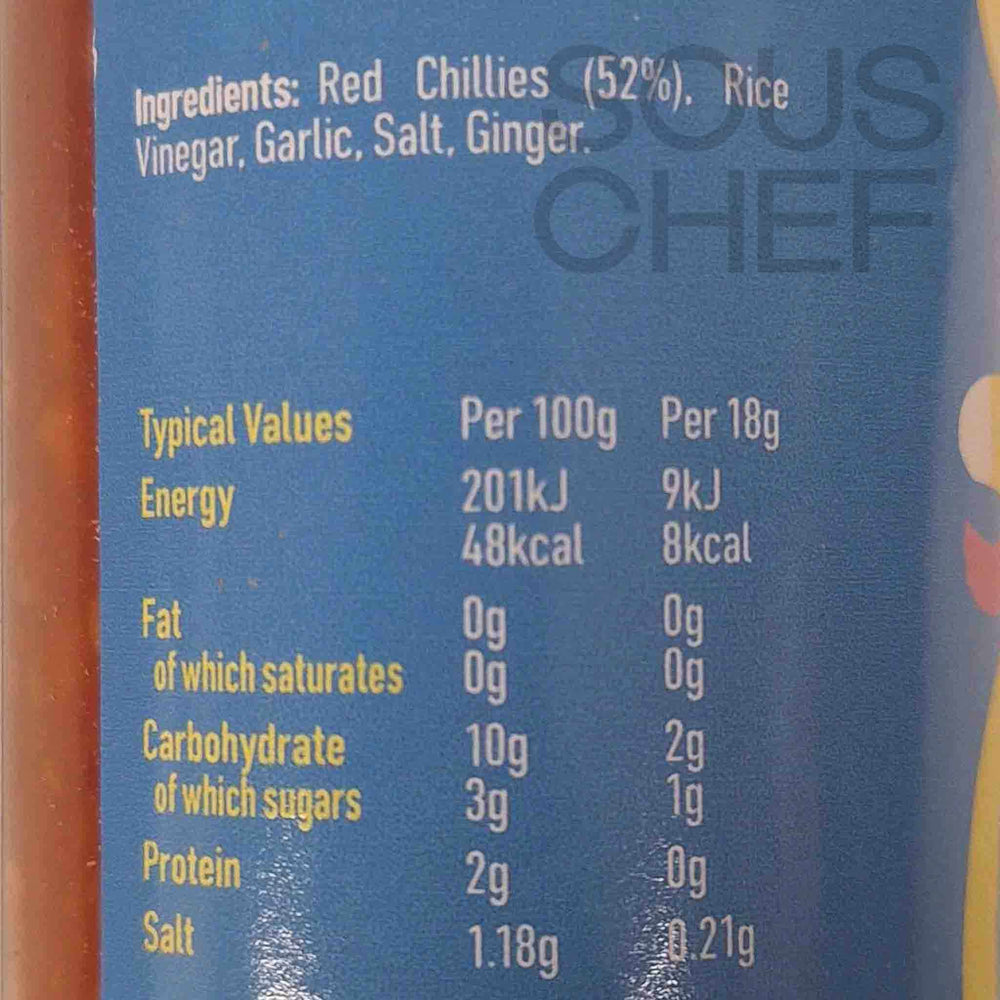 Ingredients: Red Chillies (52%), Rice
Vinegar, Garlic, Salt, Ginger.
SOUS
CHEF
Typical Values Per 100g Per 18g
Energy 201kJ 9kJ
48kcal 8kcal
Fat 0g 0g
of which saturates 0g 0g
Carbohydrate 10g 2g
of which sugars 3g 1g
Protein 2g 0g
Salt 1.18g 0.21g